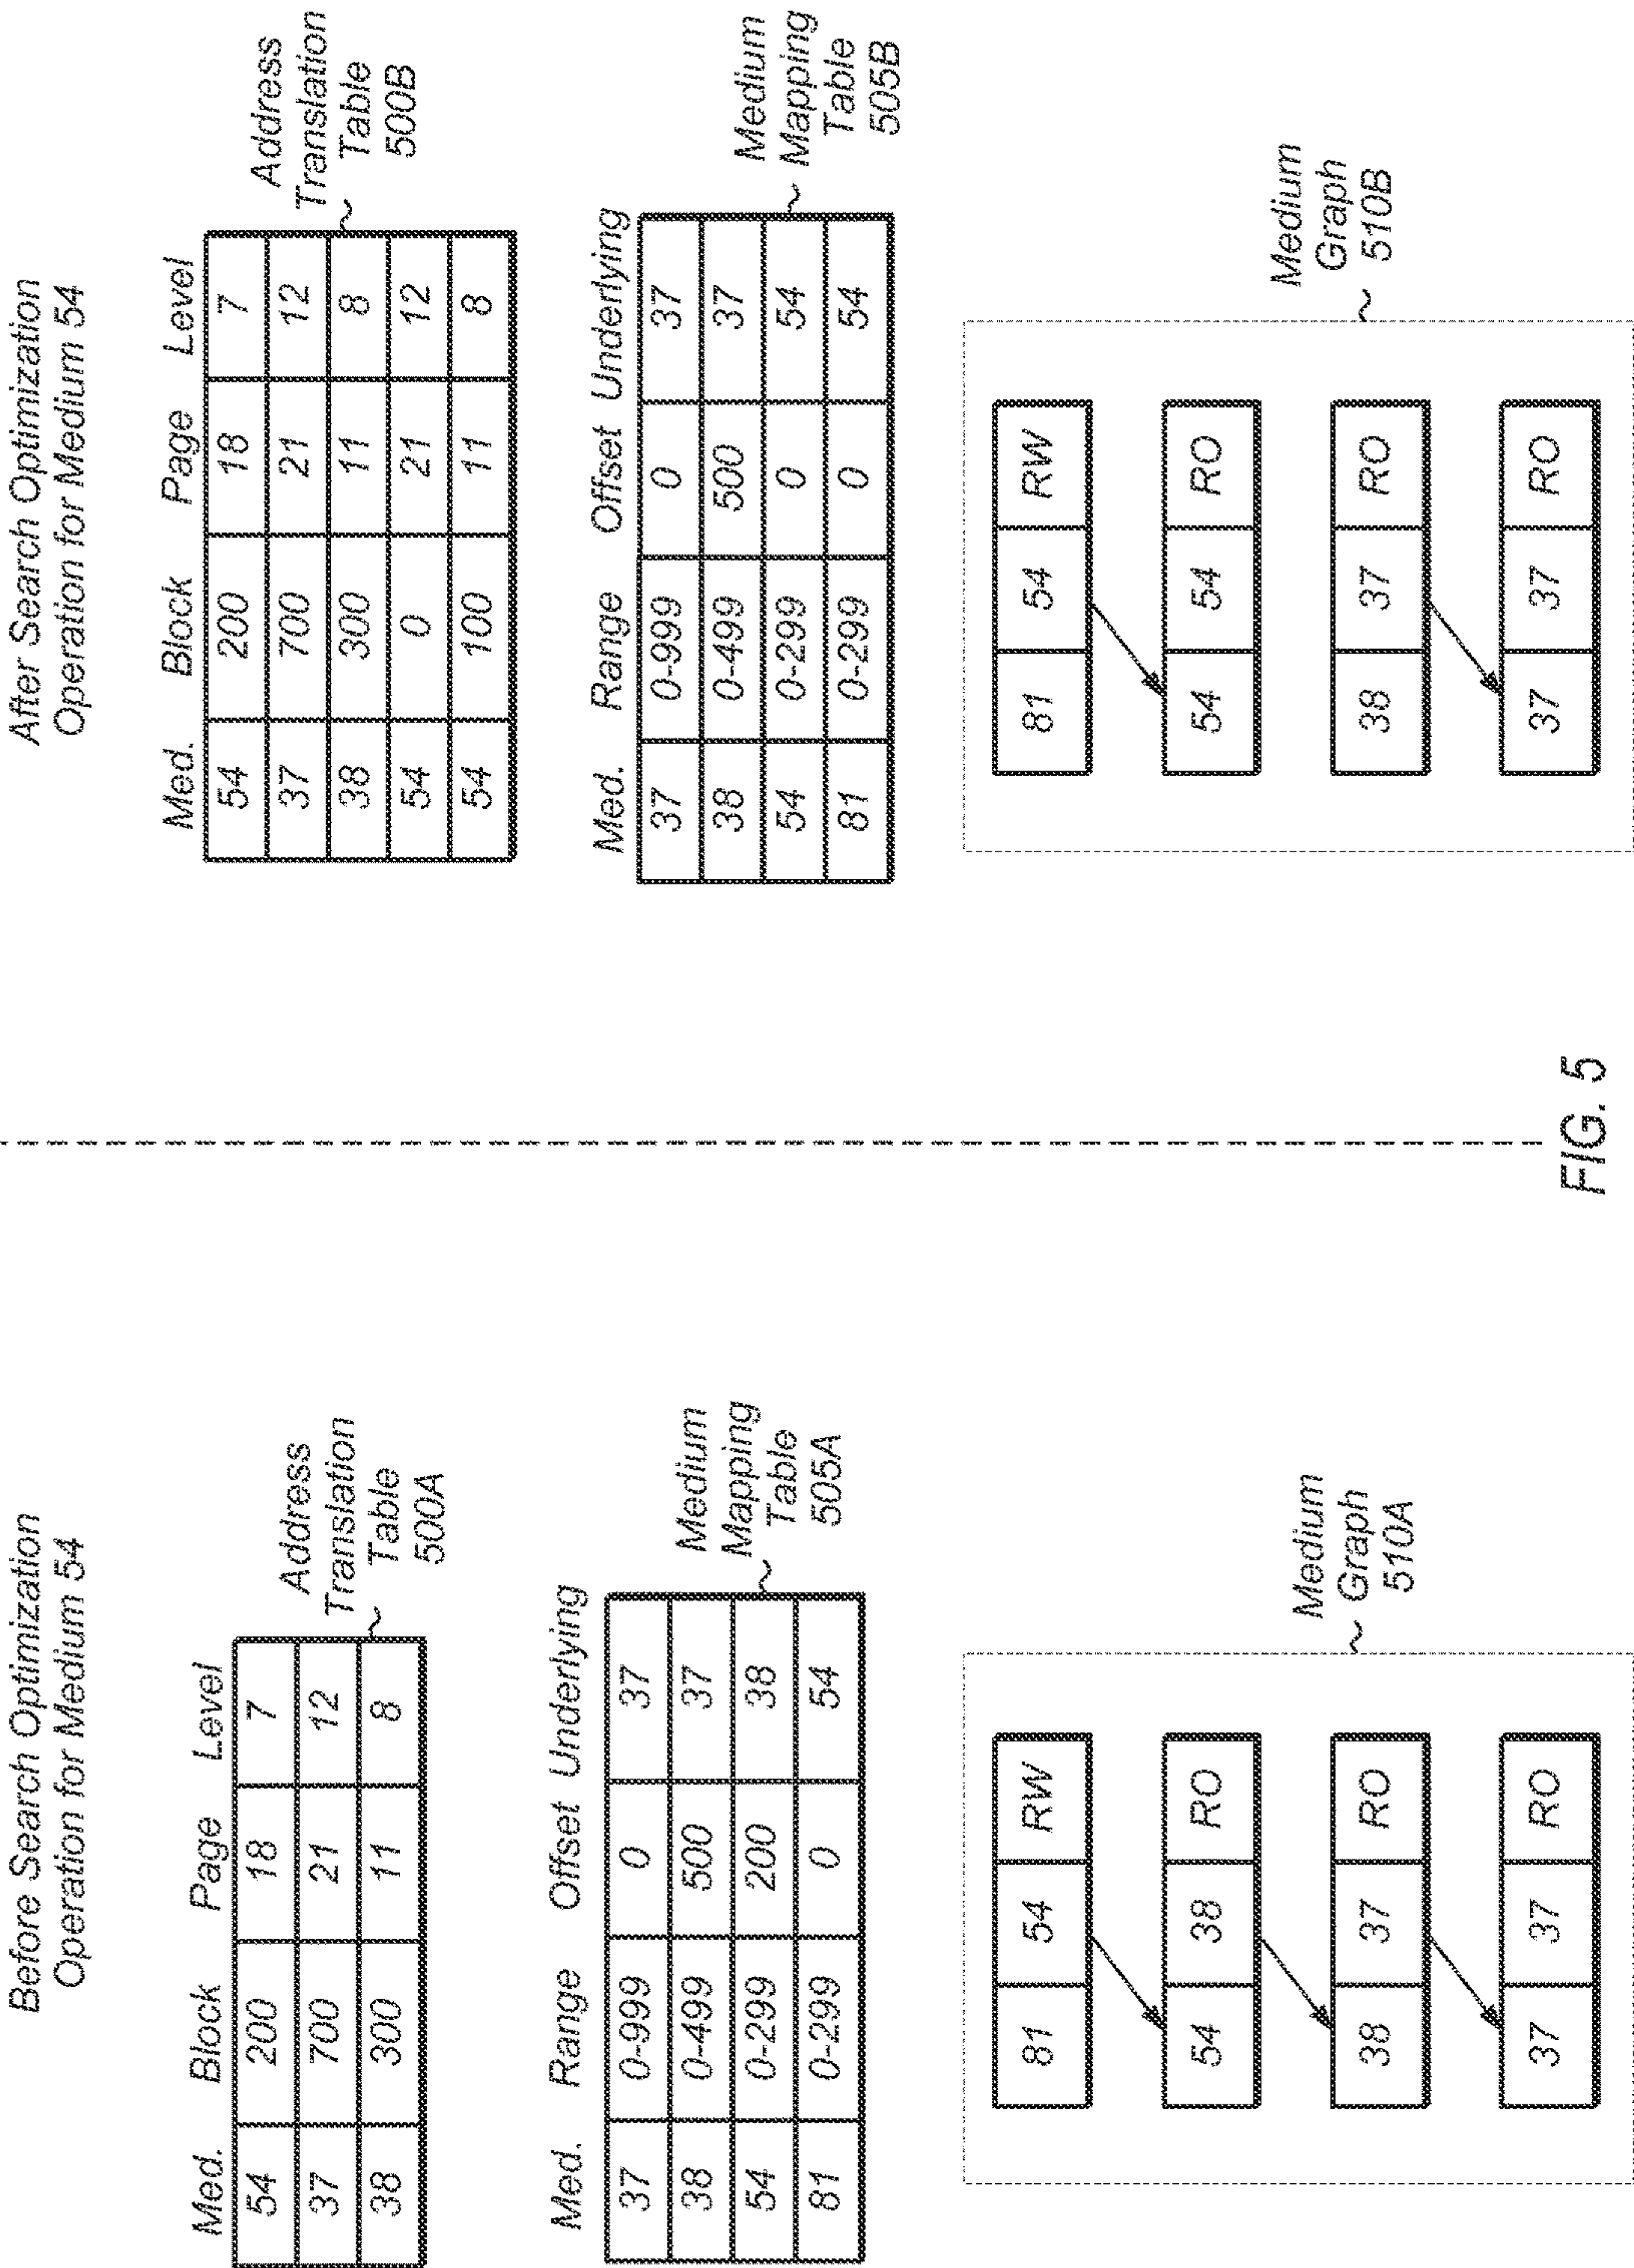 Before Search Optimization
Operation for Medium 54
Med. Block Page Level
54 200 18 7
37 700 21 12
38 300 11 8
Address
Translation
Table
500A
Med. Range Offset Underlying
37 0-999 0 37
38 0-499 500 37
54 0-299 200 38
81 0-299 0 54
Medium
Mapping
Table
505A
81 54 RW
54 38 RO
38 37 RO
37 37 RO
Medium
Graph
510A
After Search Optimization
Operation for Medium 54
Med. Block Page Level
54 200 18 7
37 700 21 12
38 300 11 8
54 0 21 12
54 100 11 8
Address
Translation
Table
500B
Med. Range Offset Underlying
37 0-999 0 37
38 0-499 500 37
54 0-299 0 54
81 0-299 0 54
Medium
Mapping
Table
505B
81 54 RW
54 54 RO
38 37 RO
37 37 RO
Medium
Graph
510B
FIG. 5